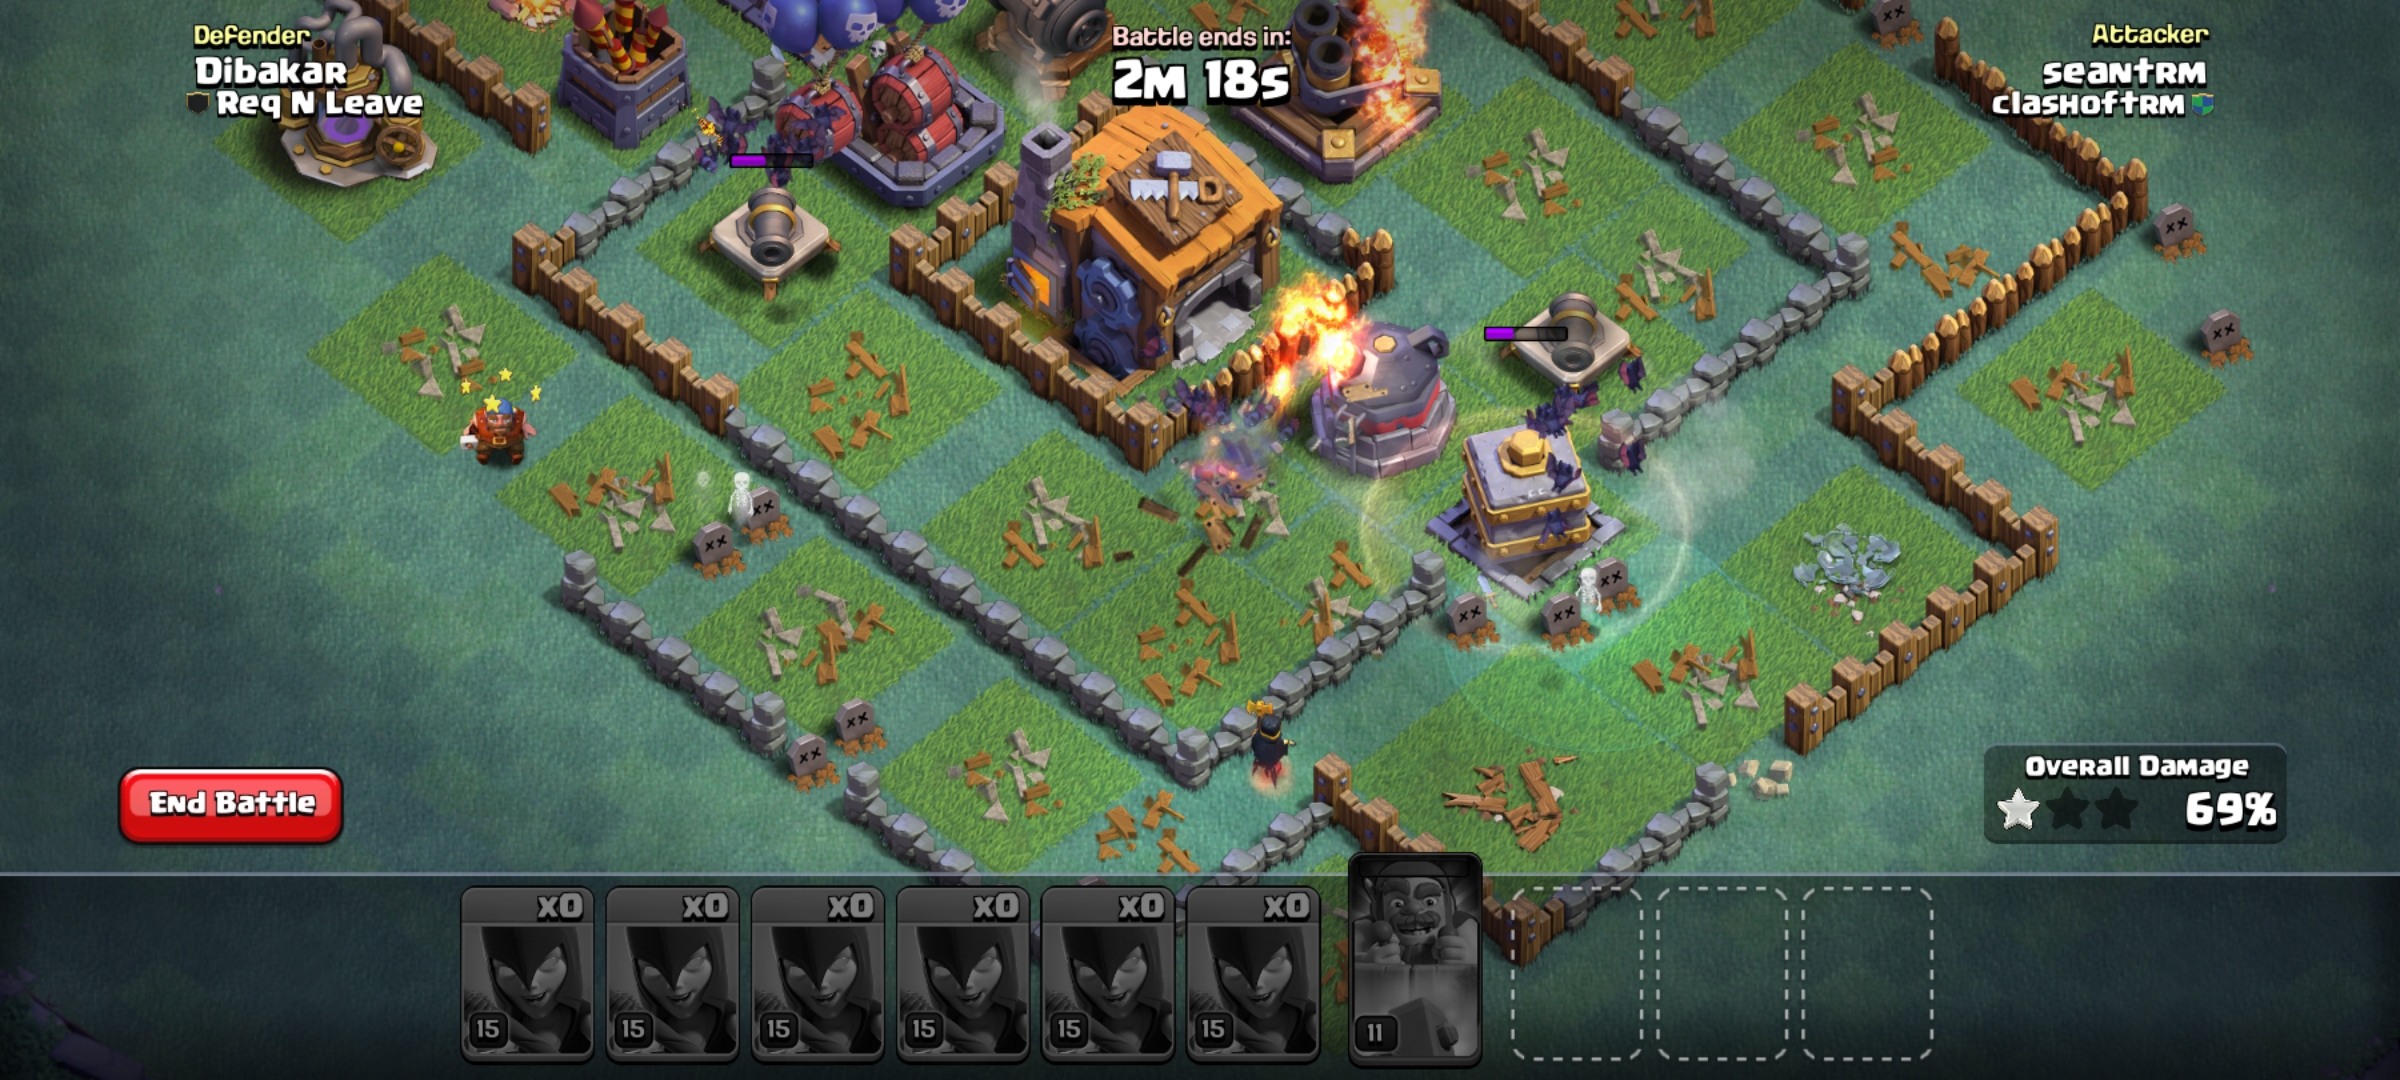 Defender
Dibakar
Req N Leave
Battle ends in:
2M 18s
Attacker
seantRM
clashoftRM
End Battle
Overall Damage
69%
x0
x0
x0
x0
x0
x0
15
15
15
15
15
15
11